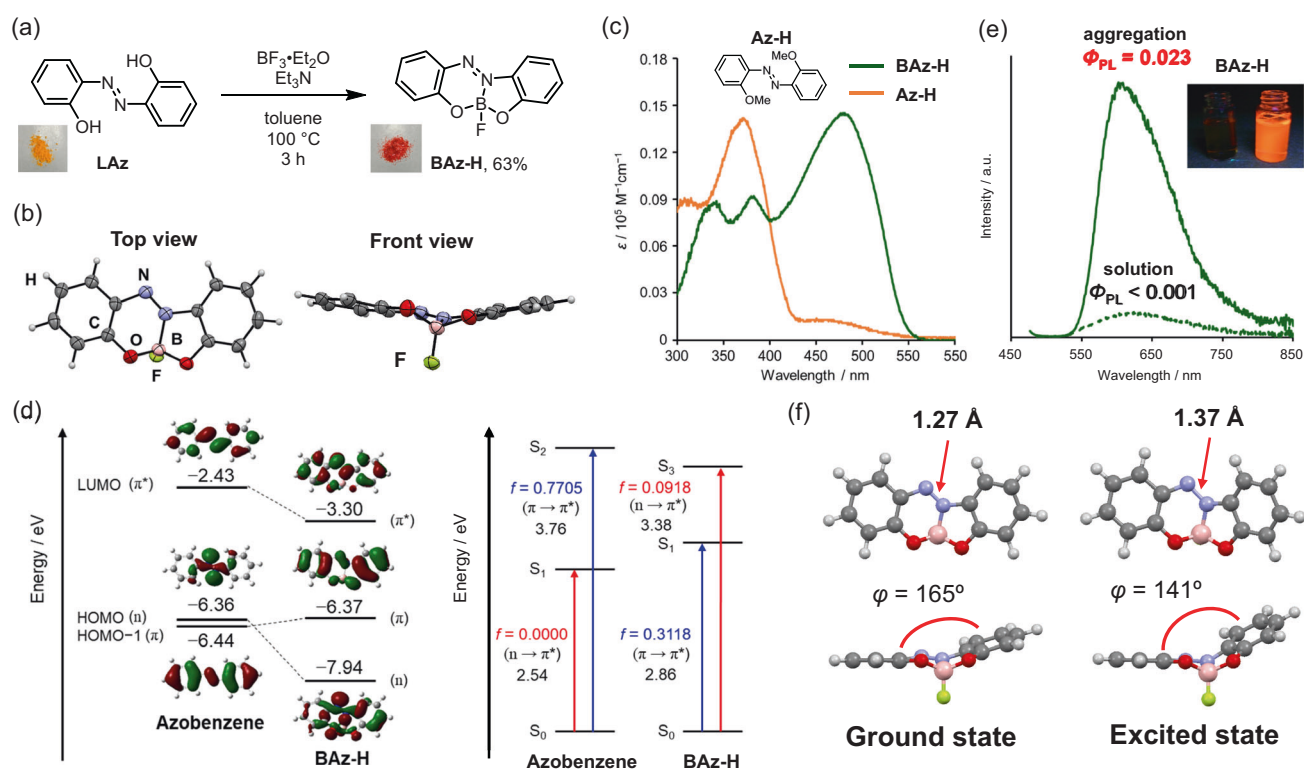 (a)
HO
N
N
OH
LAz
BF3•Et2O
Et3N
toluene
100 °C
3 h
N
N
O
B
O
F
BAz-H, 63%
(b)
Top view
Front view
H
N
C
O
B
F
F
(c)
Az-H
MeO
N
N
OMe
BAz-H
Az-H
0.18
0.15
0.12
0.09
0.06
0.03
0
ε / 10⁵ M⁻¹cm⁻¹
300
400
500
550
550
Wavelength / nm
(e)
aggregation
ΦPL = 0.023
BAz-H
solution
ΦPL < 0.001
Intensity / a.u.
450
550
650
750
850
Wavelength / nm
(d)
Energy / eV
LUMO (π*)
−2.43
−3.30
(π*)
−6.36
−6.37
HOMO (n)
(π)
HOMO−1 (π)
−6.44
−7.94
(n)
Azobenzene
BAz-H
Energy / eV
S2
f = 0.7705
(π → π*)
3.76
S1
f = 0.0000
(n → π*)
2.54
S0
Azobenzene
S3
f = 0.0918
(n → π*)
3.38
S1
f = 0.3118
(π → π*)
2.86
S0
BAz-H
(f)
1.27 Å
1.37 Å
φ = 165º
φ = 141º
Ground state
Excited state